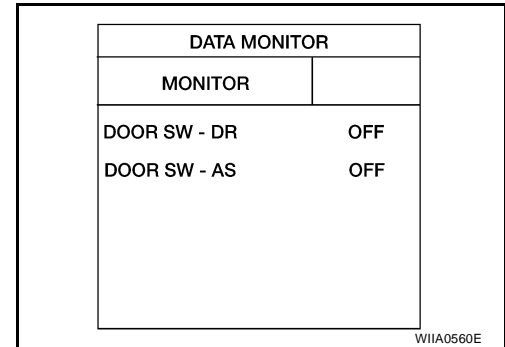 DATA MONITOR
MONITOR
DOOR SW - DR OFF
DOOR SW - AS OFF
WIIA0560E